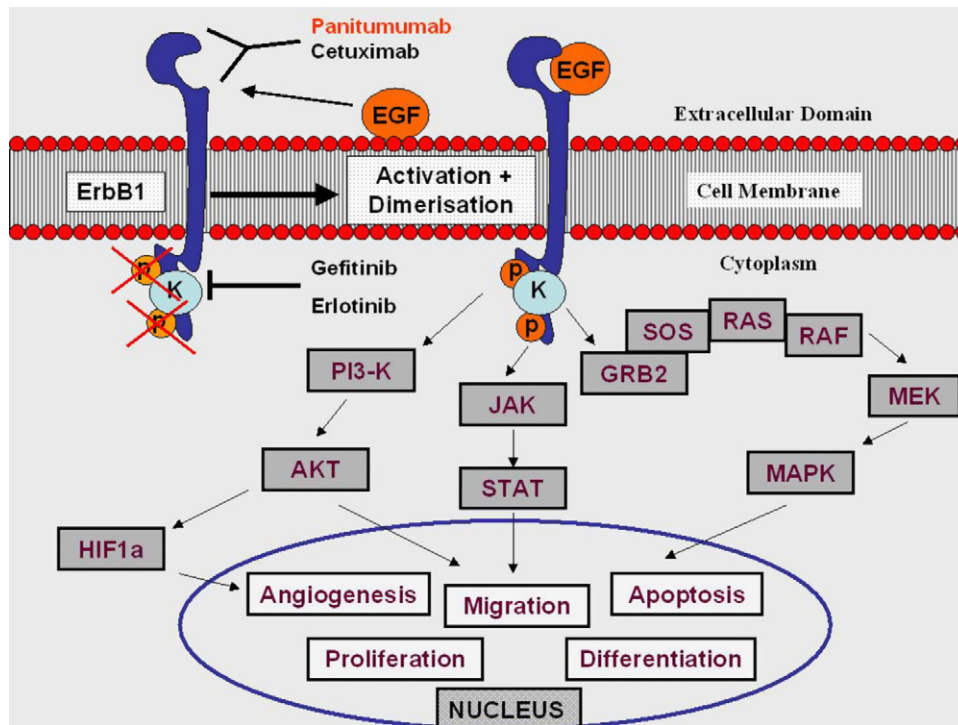 Panitumumab
Cetuximab
EGF
EGF
Extracellular Domain
ErbB1
Activation +
Dimerisation
Cell Membrane
Cytoplasm
p
K
p
Gefitinib
Erlotinib
p
K
p
SOS
RAS
RAF
GRB2
PI3-K
JAK
MEK
AKT
STAT
MAPK
HIF1a
Angiogenesis
Migration
Apoptosis
Proliferation
Differentiation
NUCLEUS